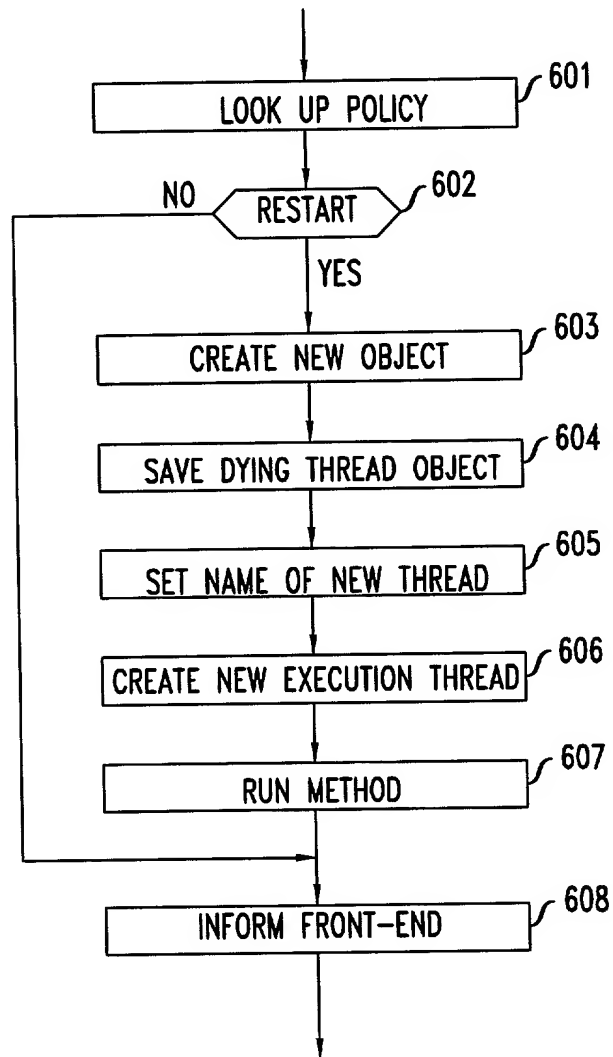 601
LOOK UP POLICY
NO
RESTART
602
YES
603
CREATE NEW OBJECT
604
SAVE DYING THREAD OBJECT
605
SET NAME OF NEW THREAD
606
CREATE NEW EXECUTION THREAD
607
RUN METHOD
608
INFORM FRONT-END